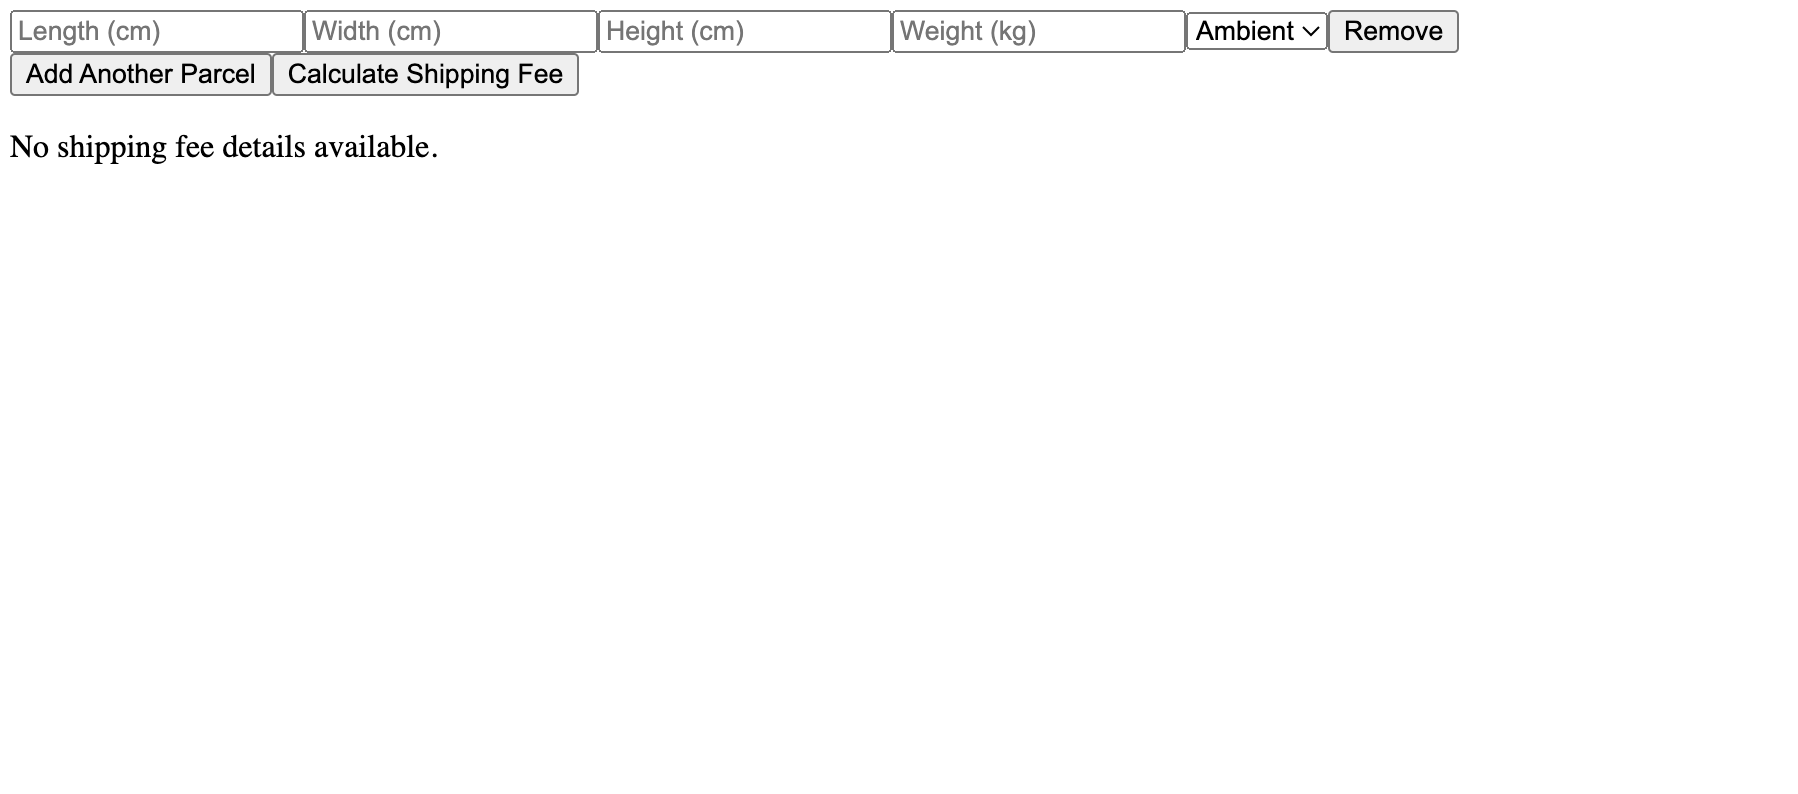 Length (cm) Width (cm) Height (cm) Weight (kg) Ambient Remove
Add Another Parcel Calculate Shipping Fee
No shipping fee details available.